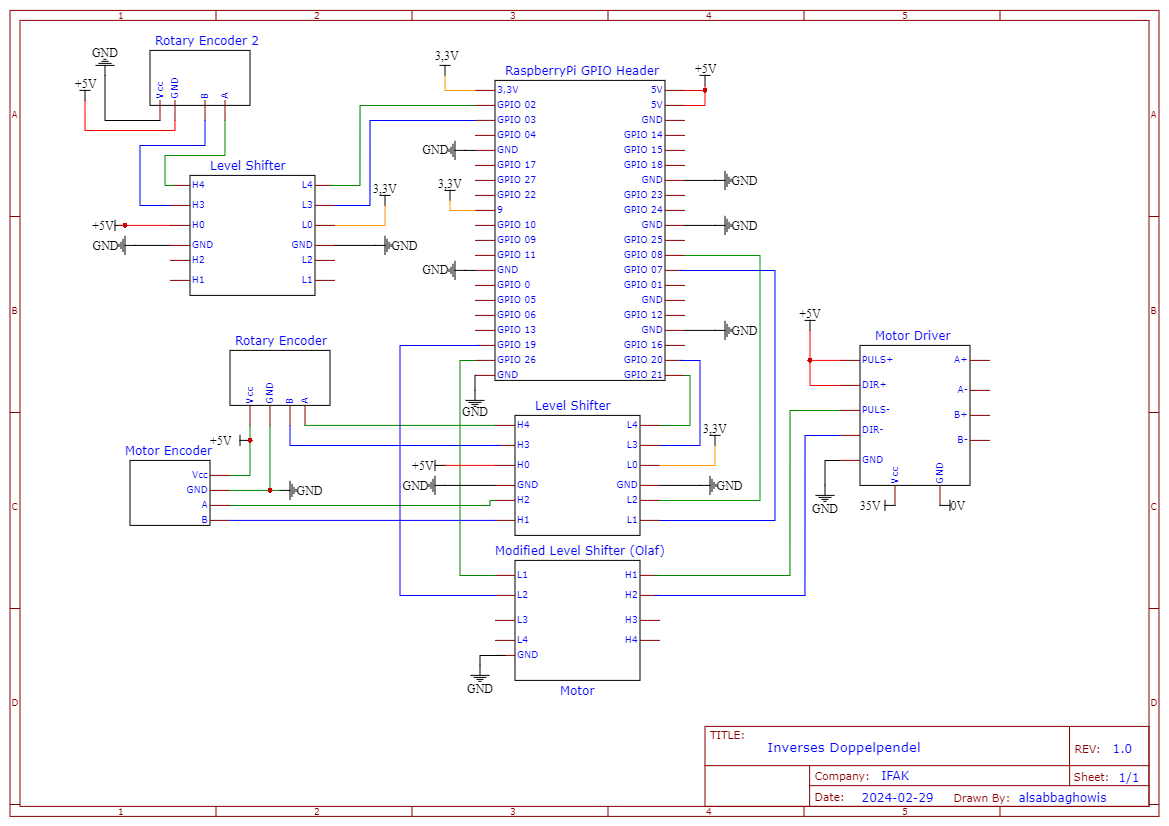 1 2 3 4 5
A
B
C
D
Rotary Encoder 2
GND
+5V
Vcc
GND
B
A
Level Shifter
H4 L4
H3 L3
3,3V
+5V H0 L0
GND GND GND GND
H2 L2
H1 L1
RaspberryPi GPIO Header
3,3V
+5V
3,3V 5V
GPIO 02 5V
GPIO 03 GND
GPIO 04 GPIO 14
GND GND GPIO 15
GPIO 17 GPIO 18
GPIO 27 GND GND
3,3V
GPIO 22 GPIO 23
9 GPIO 24
GPIO 10 GND GND
GPIO 09 GPIO 25
GPIO 11 GPIO 08
GND GND GPIO 07
GPIO 0 GPIO 01
GPIO 05 GND
GPIO 06 GPIO 12
GPIO 13 GND GND
GPIO 19 GPIO 16
GPIO 26 GPIO 20
GND GPIO 21
GND
Rotary Encoder
Vcc
GND
B
A
+5V
Motor Encoder
Vcc
GND GND
A
B
Level Shifter
H4 L4
H3 L3
3,3V
+5V H0 L0
GND GND GND GND
H2 L2
H1 L1
Modified Level Shifter (Olaf)
L1 H1
L2 H2
L3 H3
L4 H4
GND
GND
Motor
+5V
Motor Driver
PULS+ A+
DIR+ A-
PULS- B+
DIR- B-
GND
Vcc
GND
GND
35V
0V
TITLE:
Inverses Doppelpendel
REV: 1.0
Company: IFAK
Sheet: 1/1
Date: 2024-02-29 Drawn By: alsabbaghowis
A
B
C
D
1 2 3 4 5